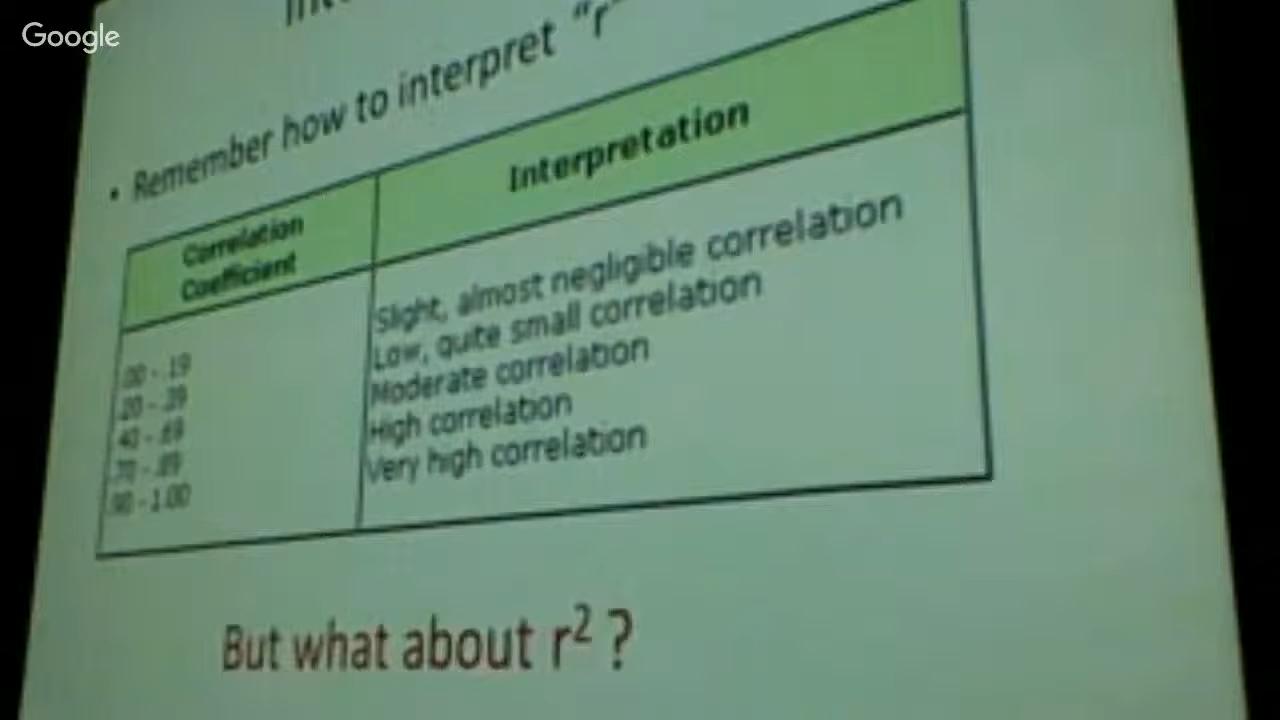 Google
• Remember how to interpret "r"
Correlation
Coefficient
Interpretation
.00 - .19
Slight, almost negligible correlation
.20 - .39
Low, quite small correlation
.40 - .69
Moderate correlation
.70 - .89
High correlation
.90 - 1.00
Very high correlation
But what about r² ?